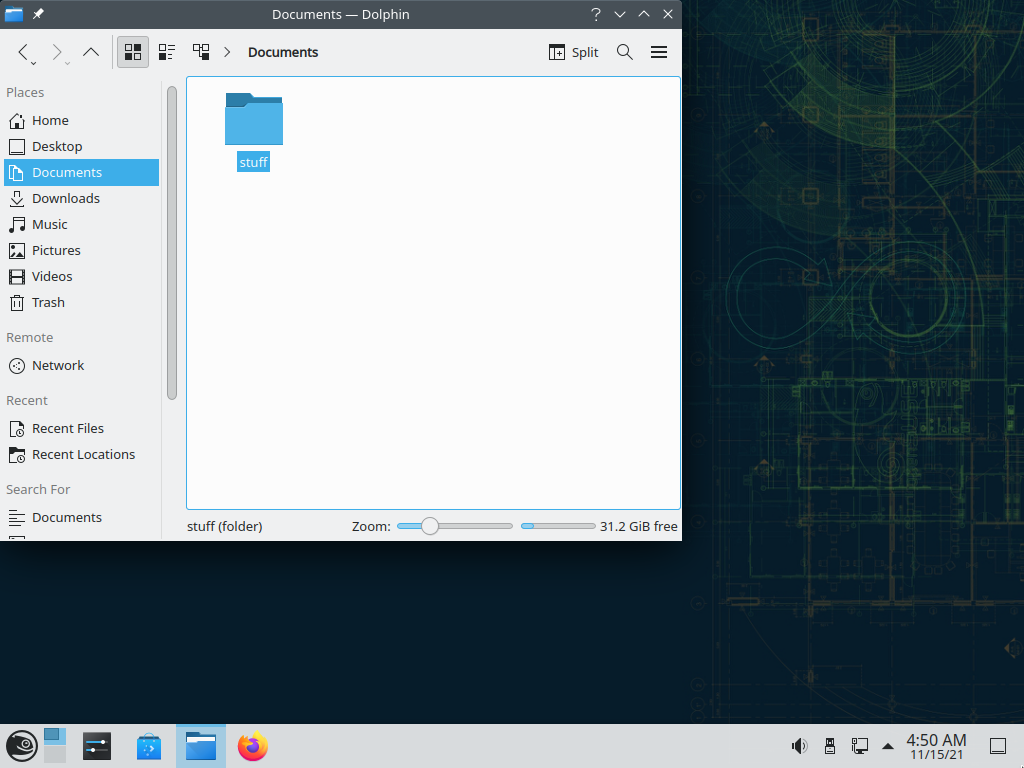 Documents — Dolphin
Documents
Split
Places
Home
Desktop
Documents
Downloads
Music
Pictures
Videos
Trash
Remote
Network
Recent
Recent Files
Recent Locations
Search For
Documents
stuff
stuff (folder)
Zoom:
31.2 GiB free
4:50 AM
11/15/21